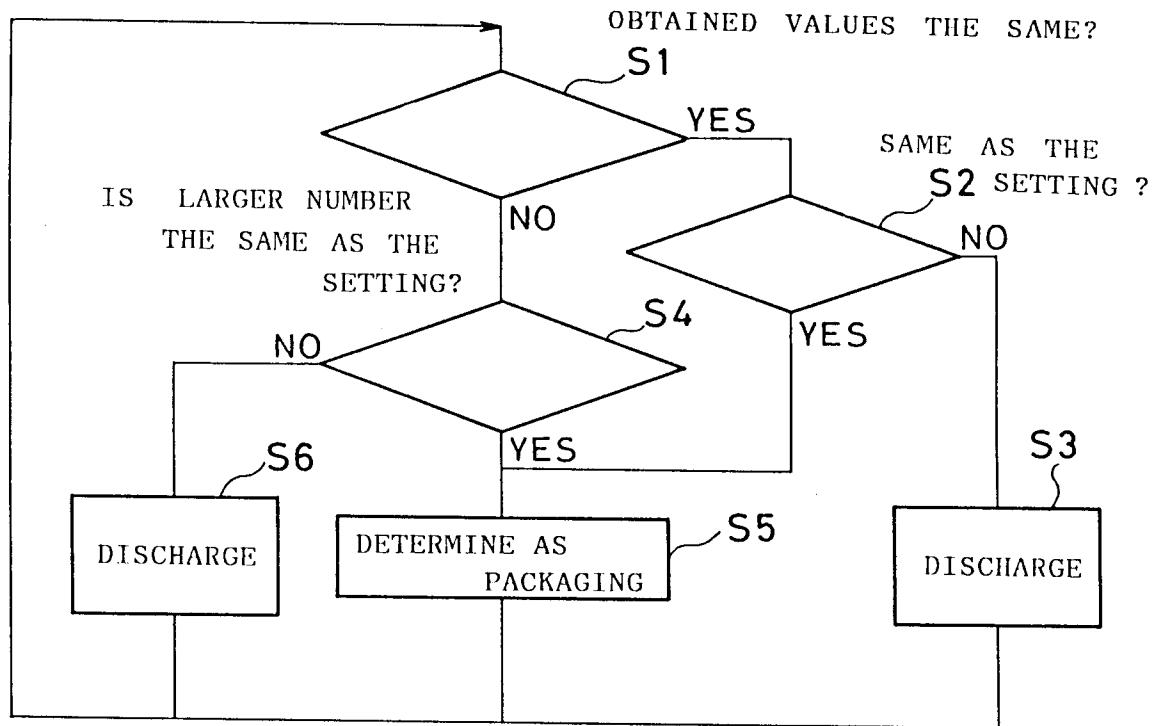 OBTAINED VALUES THE SAME?
S1
YES
SAME AS THE
S2 SETTING ?
IS LARGER NUMBER
THE SAME AS THE
SETTING?
NO
NO
S4
YES
NO
YES
S6
S3
DISCHARGE
DETERMINE AS
PACKAGING
S5
DISCHARGE